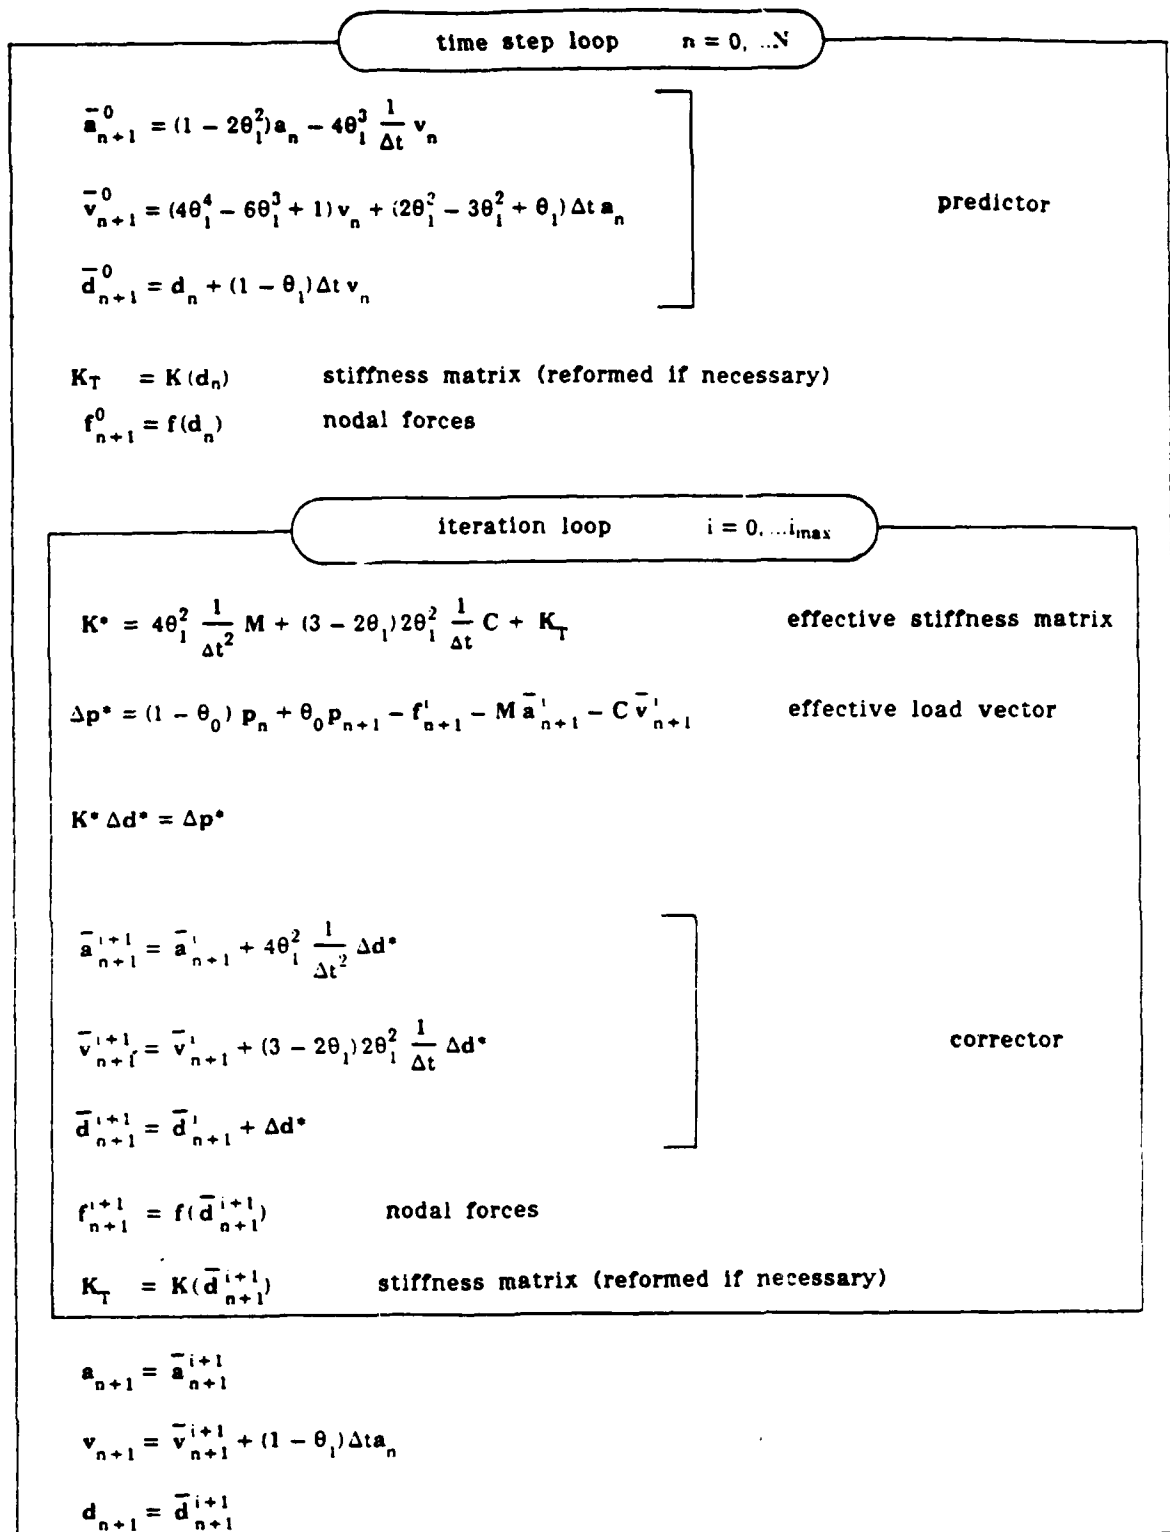 time step loop n = 0, ...N
ā⁰ₙ₊₁ = (1 − 2θ₁²)aₙ − 4θ₁³ 1/Δt vₙ
v̄⁰ₙ₊₁ = (4θ₁⁴ − 6θ₁³ + 1) vₙ + (2θ₁³ − 3θ₁² + θ₁) Δt aₙ
predictor
d̄⁰ₙ₊₁ = dₙ + (1 − θ₁) Δt vₙ
K_T = K(dₙ) stiffness matrix (reformed if necessary)
f⁰ₙ₊₁ = f(dₙ) nodal forces
iteration loop i = 0, ...i_max
K* = 4θ₁² 1/Δt² M + (3 − 2θ₁)2θ₁² 1/Δt C + K_T effective stiffness matrix
Δp* = (1 − θ₀) pₙ + θ₀ pₙ₊₁ − fⁱₙ₊₁ − M āⁱₙ₊₁ − C v̄ⁱₙ₊₁ effective load vector
K* Δd* = Δp*
āⁱ⁺¹ₙ₊₁ = āⁱₙ₊₁ + 4θ₁² 1/Δt² Δd*
v̄ⁱ⁺¹ₙ₊₁ = v̄ⁱₙ₊₁ + (3 − 2θ₁)2θ₁² 1/Δt Δd*
corrector
d̄ⁱ⁺¹ₙ₊₁ = d̄ⁱₙ₊₁ + Δd*
fⁱ⁺¹ₙ₊₁ = f(d̄ⁱ⁺¹ₙ₊₁) nodal forces
K_T = K(d̄ⁱ⁺¹ₙ₊₁) stiffness matrix (reformed if necessary)
aₙ₊₁ = āⁱ⁺¹ₙ₊₁
vₙ₊₁ = v̄ⁱ⁺¹ₙ₊₁ + (1 − θ₁) Δtaₙ
dₙ₊₁ = d̄ⁱ⁺¹ₙ₊₁